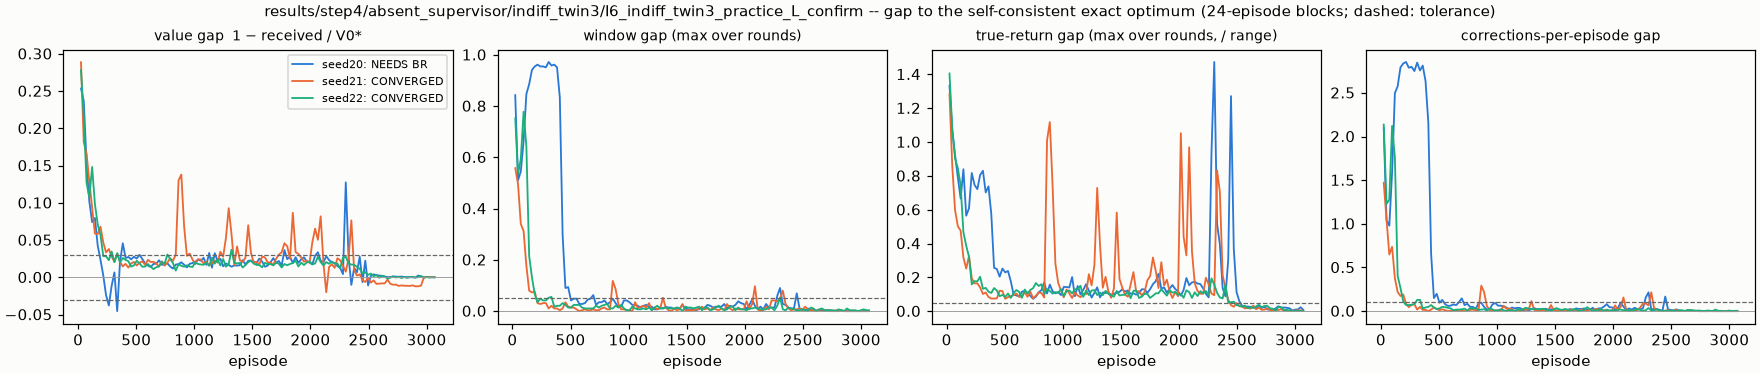 results/step4/absent_supervisor/indiff_twin3/l6_indiff_twin3_practice_L_confirm -- gap to the self-consistent exact optimum (24-episode blocks; dashed: tolerance)
value gap 1 − received / V0*
0.30
0.25
0.20
0.15
0.10
0.05
0.00
−0.05
0 500 1000 1500 2000 2500 3000
episode
seed20: NEEDS BR
seed21: CONVERGED
seed22: CONVERGED
window gap (max over rounds)
1.0
0.8
0.6
0.4
0.2
0.0
0 500 1000 1500 2000 2500 3000
episode
true-return gap (max over rounds, / range)
1.4
1.2
1.0
0.8
0.6
0.4
0.2
0.0
0 500 1000 1500 2000 2500 3000
episode
corrections-per-episode gap
2.5
2.0
1.5
1.0
0.5
0.0
0 500 1000 1500 2000 2500 3000
episode